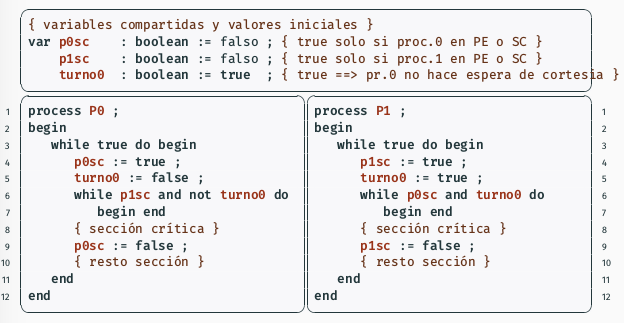 { variables compartidas y valores iniciales }
var p0sc : boolean := falso ; { true solo si proc.0 en PE o SC }
p1sc : boolean := falso ; { true solo si proc.1 en PE o SC }
turno0 : boolean := true ; { true ==> pr.0 no hace espera de cortesia }
1 process P0 ;
2 begin
3 while true do begin
4 p0sc := true ;
5 turno0 := false ;
6 while p1sc and not turno0 do
7 begin end
8 { sección crítica }
9 p0sc := false ;
10 { resto sección }
11 end
12 end
process P1 ; 1
begin 2
while true do begin 3
p1sc := true ; 4
turno0 := true ; 5
while p0sc and turno0 do 6
begin end 7
{ sección crítica } 8
p1sc := false ; 9
{ resto sección } 10
end 11
end 12